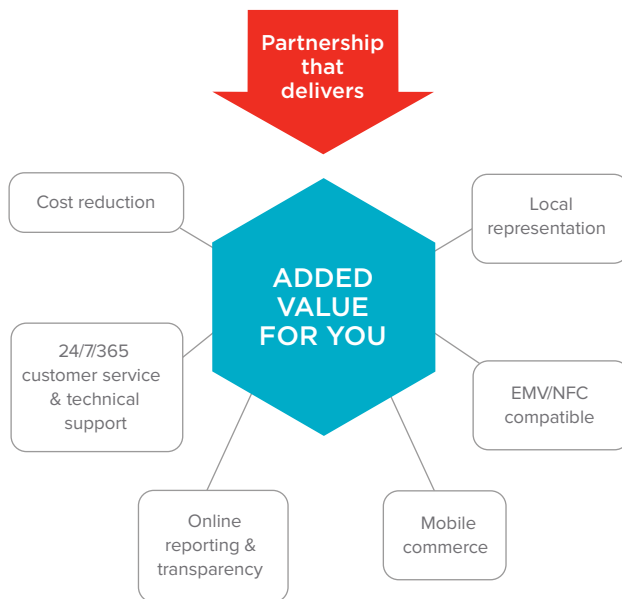 Partnership
that
delivers
Cost reduction
Local
representation
ADDED
VALUE
FOR YOU
24/7/365
customer service
& technical
support
EMV/NFC
compatible
Online
reporting &
transparency
Mobile
commerce